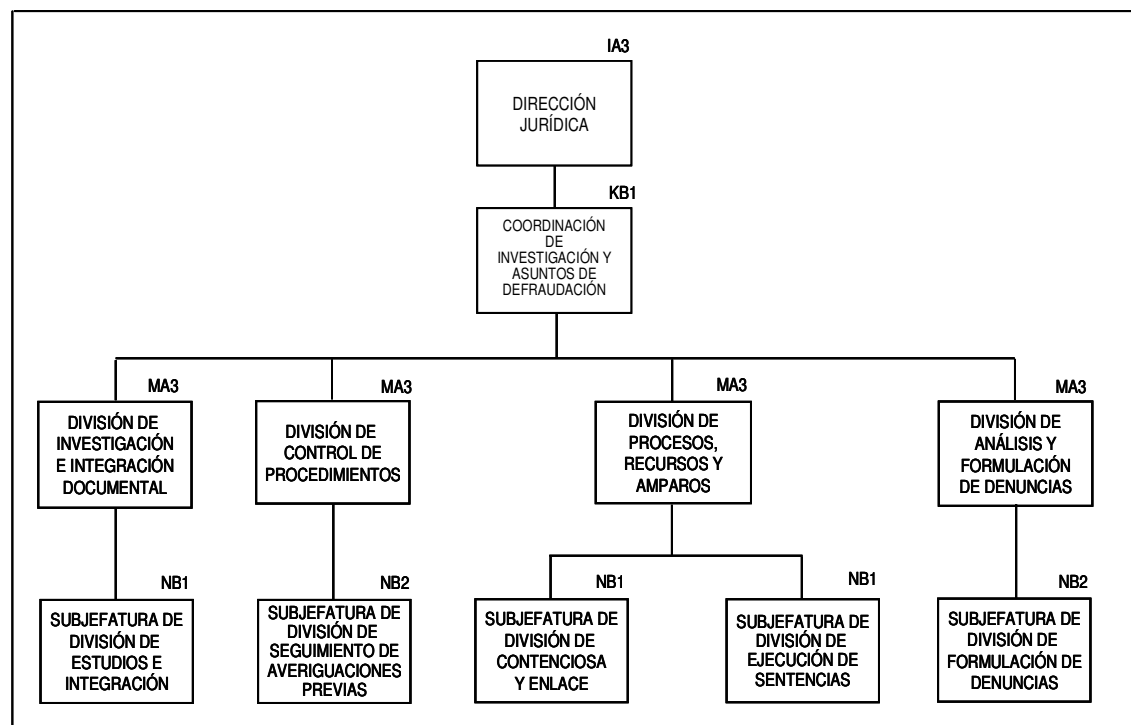 IA3
DIRECCIÓN
JURÍDICA
KB1
COORDINACIÓN
DE
INVESTIGACIÓN Y
ASUNTOS DE
DEFRAUDACIÓN
MA3
DIVISIÓN DE
INVESTIGACIÓN
E INTEGRACIÓN
DOCUMENTAL
MA3
DIVISIÓN DE
CONTROL DE
PROCEDIMIENTOS
MA3
DIVISIÓN DE
PROCESOS,
RECURSOS Y
AMPAROS
MA3
DIVISIÓN DE
ANÁLISIS Y
FORMULACIÓN
DE DENUNCIAS
NB1
SUBJEFATURA DE
DIVISIÓN DE
ESTUDIOS E
INTEGRACIÓN
NB2
SUBJEFATURA DE
DIVISIÓN DE
SEGUIMIENTO DE
AVERIGUACIONES
PREVIAS
NB1
SUBJEFATURA DE
DIVISIÓN DE
CONTENCIOSA
Y ENLACE
NB1
SUBJEFATURA DE
DIVISIÓN DE
EJECUCIÓN DE
SENTENCIAS
NB2
SUBJEFATURA DE
DIVISIÓN DE
FORMULACIÓN DE
DENUNCIAS